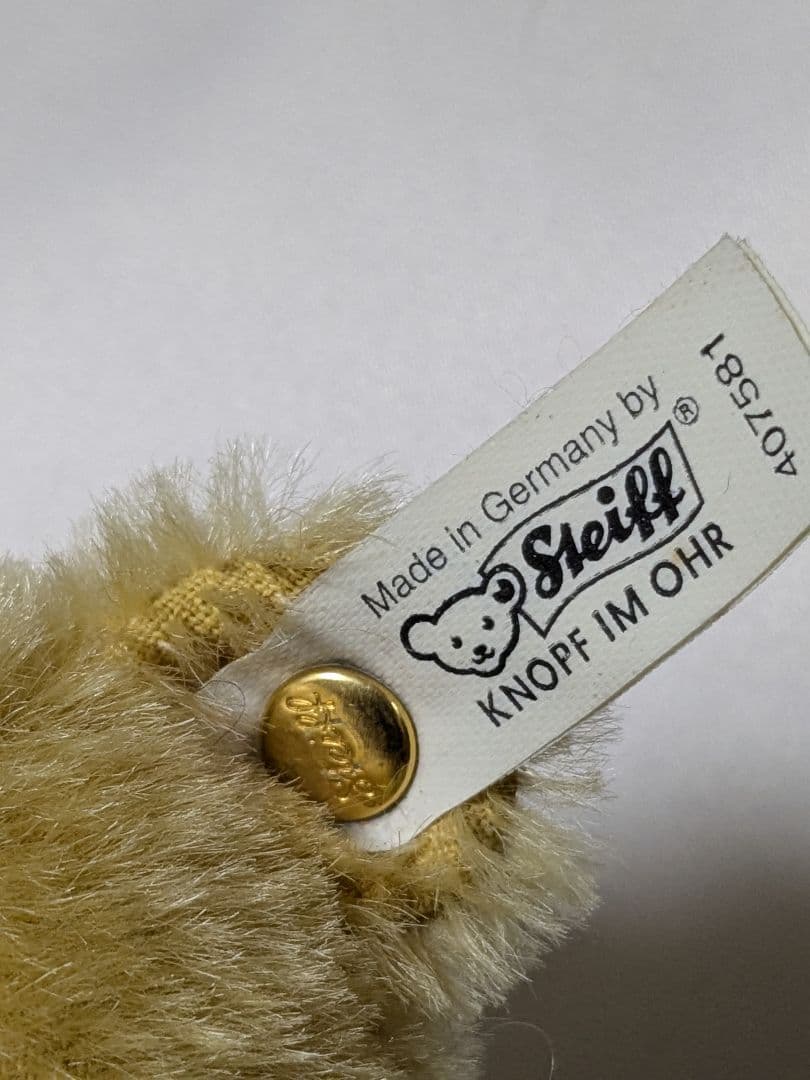 Made in Germany by
Steiff ®
KNOPF IM OHR
407581
Steiff